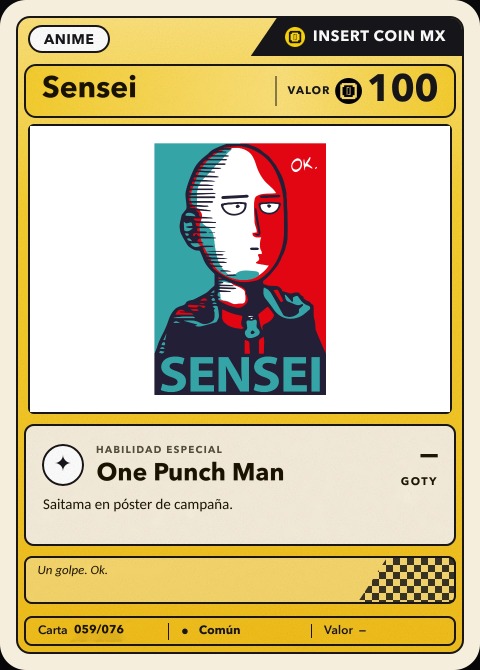 ANIME
INSERT COIN MX
Sensei
VALOR 100
OK.
SENSEI
HABILIDAD ESPECIAL
One Punch Man
—
GOTY
Saitama en póster de campaña.
Un golpe. Ok.
Carta 059/076 • Común Valor —